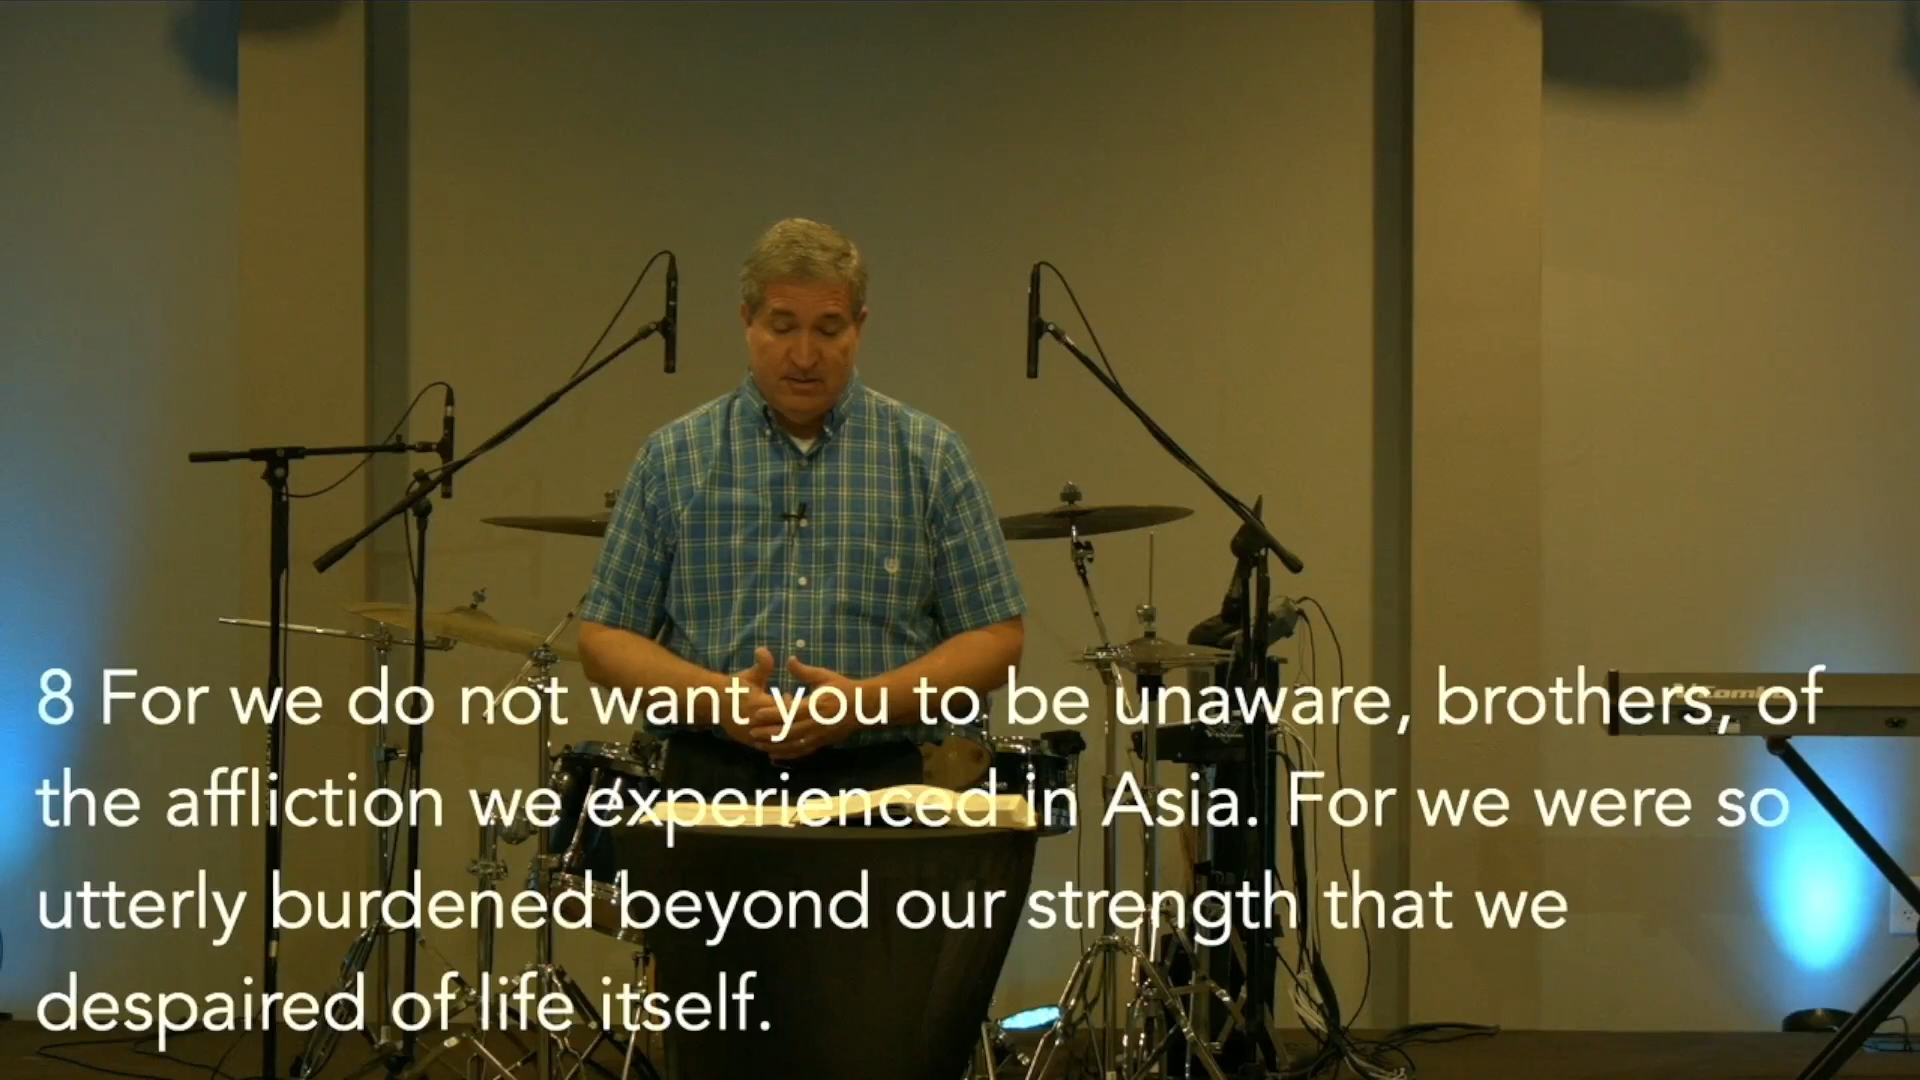 8 For we do not want you to be unaware, brothers, of
the affliction we experienced in Asia. For we were so
utterly burdened beyond our strength that we
despaired of life itself.